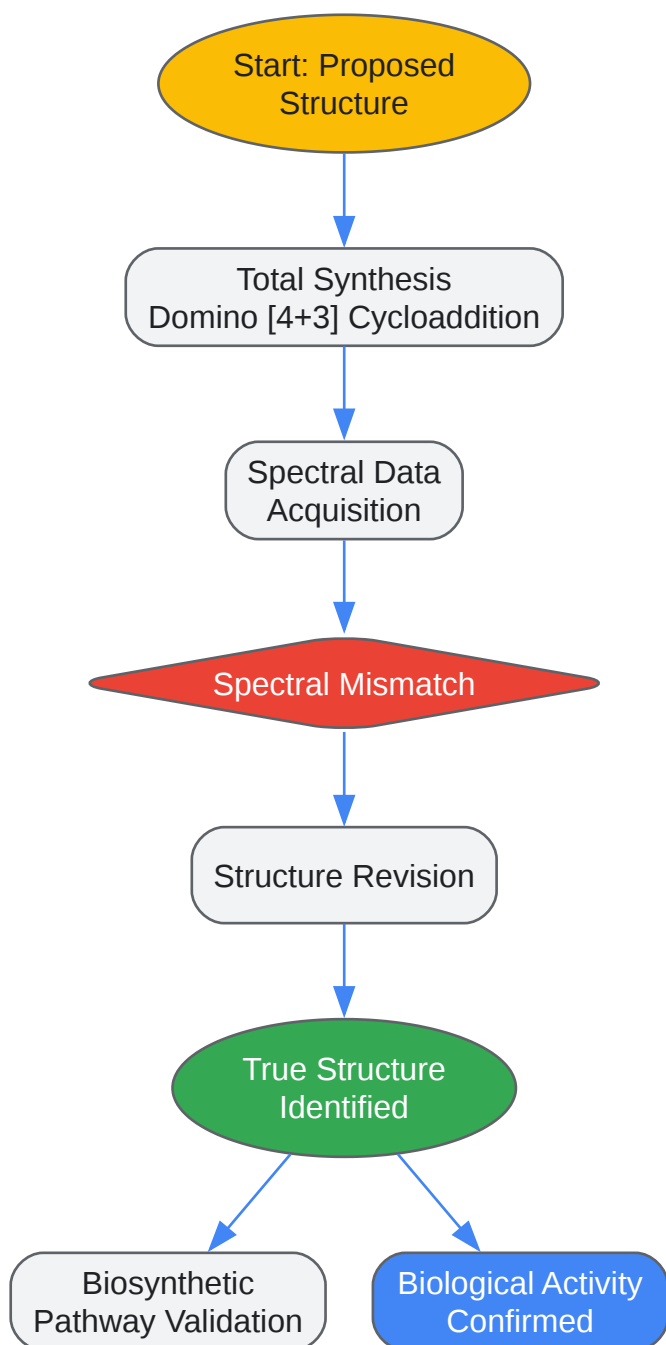 Start: Proposed
Structure
Total Synthesis
Domino [4+3] Cycloaddition
Spectral Data
Acquisition
Spectral Mismatch
Structure Revision
True Structure
Identified
Biosynthetic
Pathway Validation
Biological Activity
Confirmed